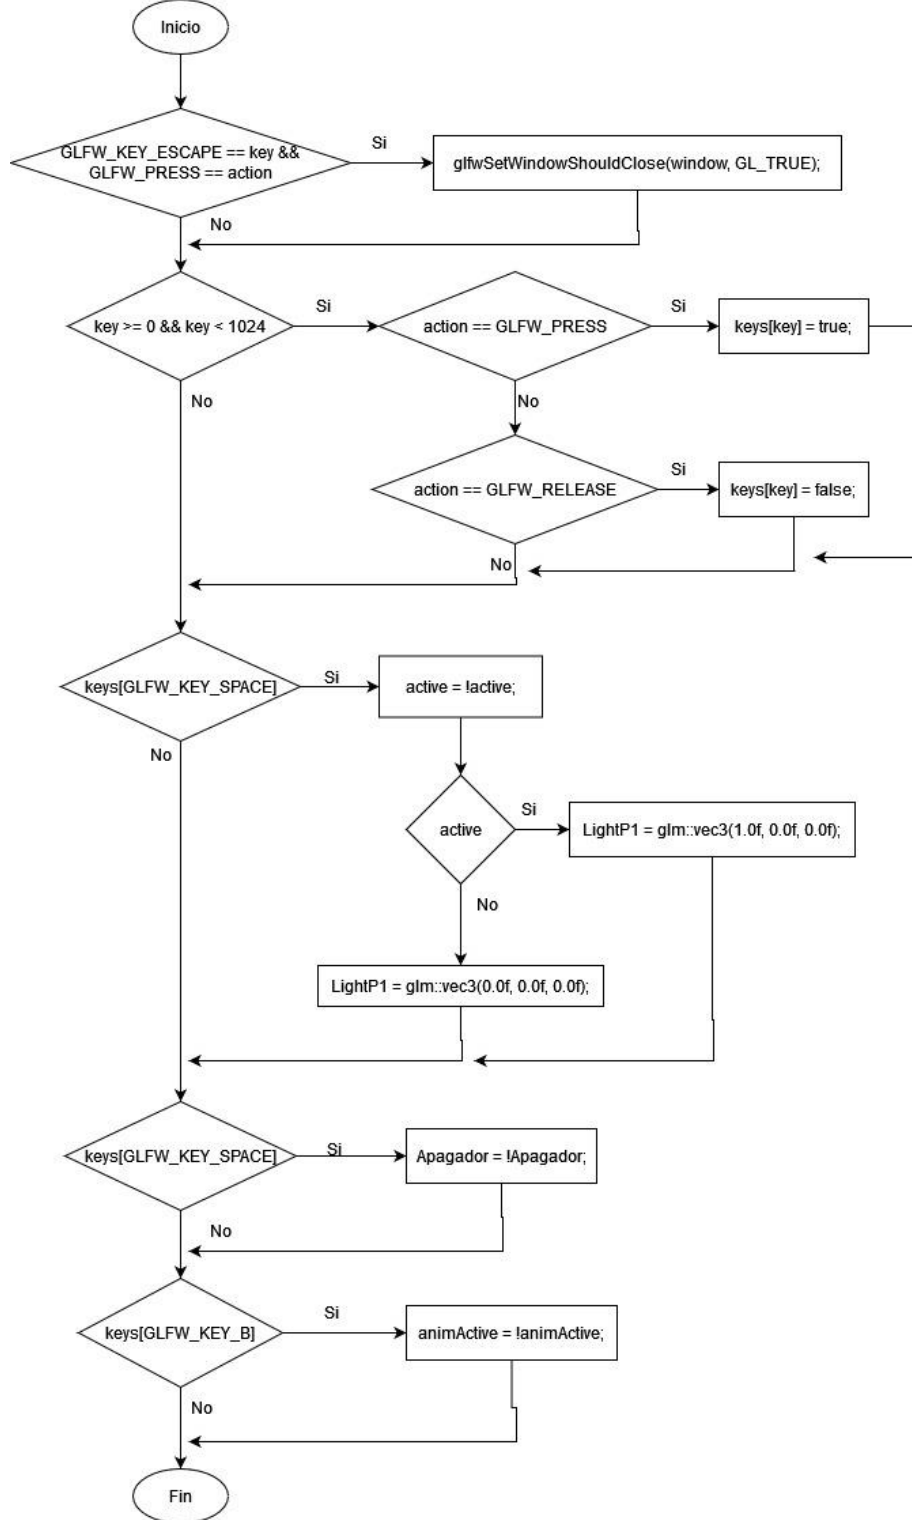 Inicio
GLFW_KEY_ESCAPE == key &&
GLFW_PRESS == action
Si
glfwSetWindowShouldClose(window, GL_TRUE);
No
key >= 0 && key < 1024
Si
action == GLFW_PRESS
Si
keys[key] = true;
No
No
action == GLFW_RELEASE
Si
keys[key] = false;
No
keys[GLFW_KEY_SPACE]
Si
active = !active;
No
active
Si
LightP1 = glm::vec3(1.0f, 0.0f, 0.0f);
No
LightP1 = glm::vec3(0.0f, 0.0f, 0.0f);
keys[GLFW_KEY_SPACE]
Si
Apagador = !Apagador;
No
keys[GLFW_KEY_B]
Si
animActive = !animActive;
No
Fin